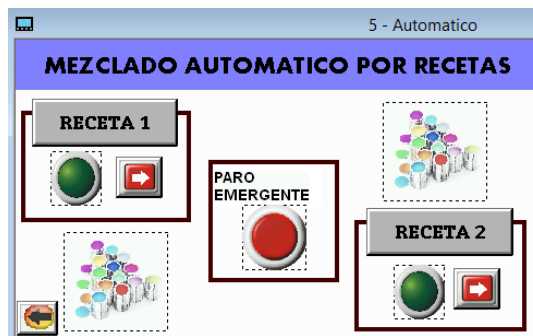 5 - Automatico
MEZCLADO AUTOMATICO POR RECETAS
RECETA 1
PARO
EMERGENTE
RECETA 2